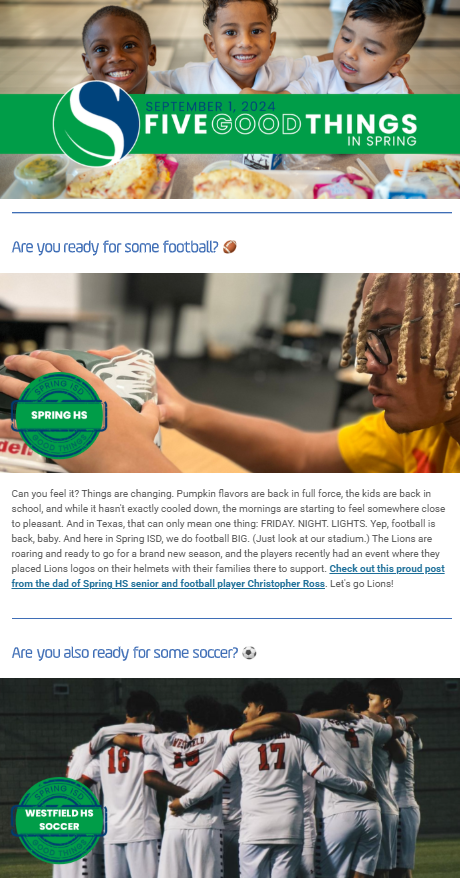 SEPTEMBER 1, 2024
FIVE GOOD THINGS
IN SPRING
Are you ready for some football? 🏈
SPRING ISD
SPRING HS
GOOD THINGS
Can you feel it? Things are changing. Pumpkin flavors are back in full force, the kids are back in
school, and while it hasn't exactly cooled down, the mornings are starting to feel somewhere close
to pleasant. And in Texas, that can only mean one thing: FRIDAY. NIGHT. LIGHTS. Yep, football is
back, baby. And here in Spring ISD, we do football BIG. (Just look at our stadium.) The Lions are
roaring and ready to go for a brand new season, and the players recently had an event where they
placed Lions logos on their helmets with their families there to support. Check out this proud post
from the dad of Spring HS senior and football player Christopher Ross. Let's go Lions!
Are you also ready for some soccer? ⚽
WESTFIELD
16
13
17
4
SPRING ISD
WESTFIELD HS
SOCCER
GOOD THINGS